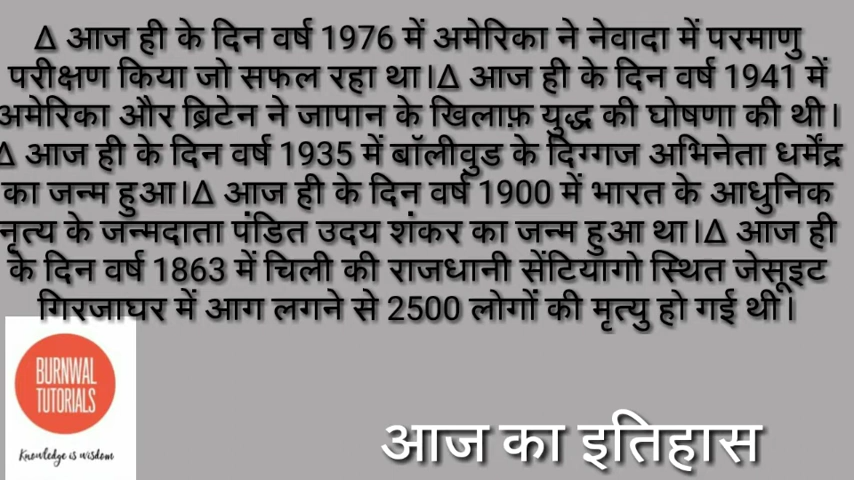 ∆ आज ही के दिन वर्ष 1976 में अमेरिका ने नेवादा में परमाणु
परीक्षण किया जो सफल रहा था।∆ आज ही के दिन वर्ष 1941 में
अमेरिका और ब्रिटेन ने जापान के खिलाफ़ युद्ध की घोषणा की थी।
∆ आज ही के दिन वर्ष 1935 में बॉलीवुड के दिग्गज अभिनेता धर्मेंद्र
का जन्म हुआ।∆ आज ही के दिन वर्ष 1900 में भारत के आधुनिक
नृत्य के जन्मदाता पंडित उदय शंकर का जन्म हुआ था।∆ आज ही
के दिन वर्ष 1863 में चिली की राजधानी सेंटियागो स्थित जेसूइट
गिरजाघर में आग लगने से 2500 लोगों की मृत्यु हो गई थी।
BURNWAL
TUTORIALS
Knowledge is wisdom
आज का इतिहास